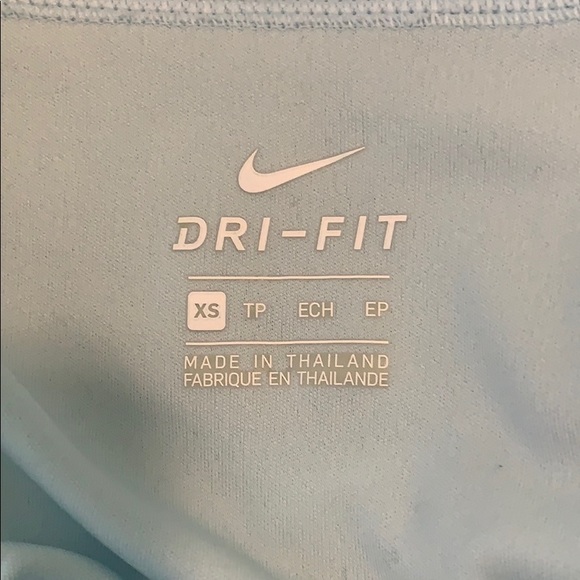 DRI-FIT
XS TP ECH EP
MADE IN THAILAND
FABRIQUE EN THAILANDE